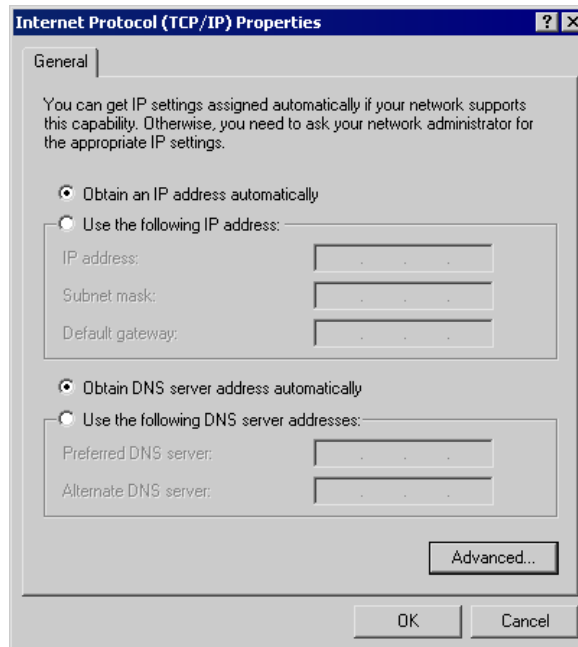 Internet Protocol (TCP/IP) Properties
General
You can get IP settings assigned automatically if your network supports
this capability. Otherwise, you need to ask your network administrator for
the appropriate IP settings.
Obtain an IP address automatically
Use the following IP address:
IP address:
Subnet mask:
Default gateway:
Obtain DNS server address automatically
Use the following DNS server addresses:
Preferred DNS server:
Alternate DNS server:
Advanced...
OK Cancel